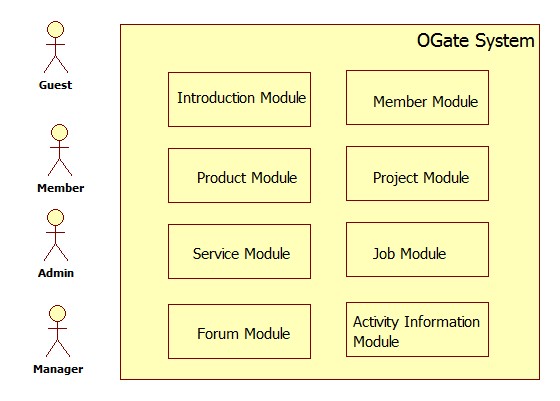 OGate System
Guest
Introduction Module
Member Module
Member
Product Module
Project Module
Admin
Service Module
Job Module
Manager
Forum Module
Activity Information
Module